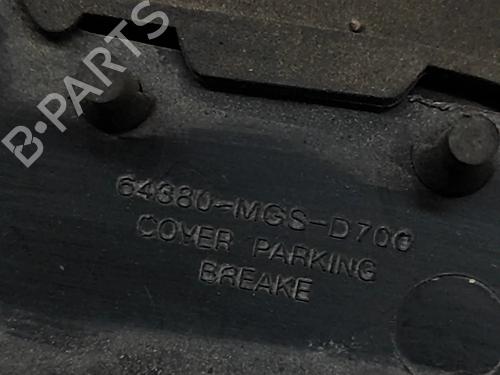 B-PARTS
64380-MGS-D700
COVER PARKING
BREAKE